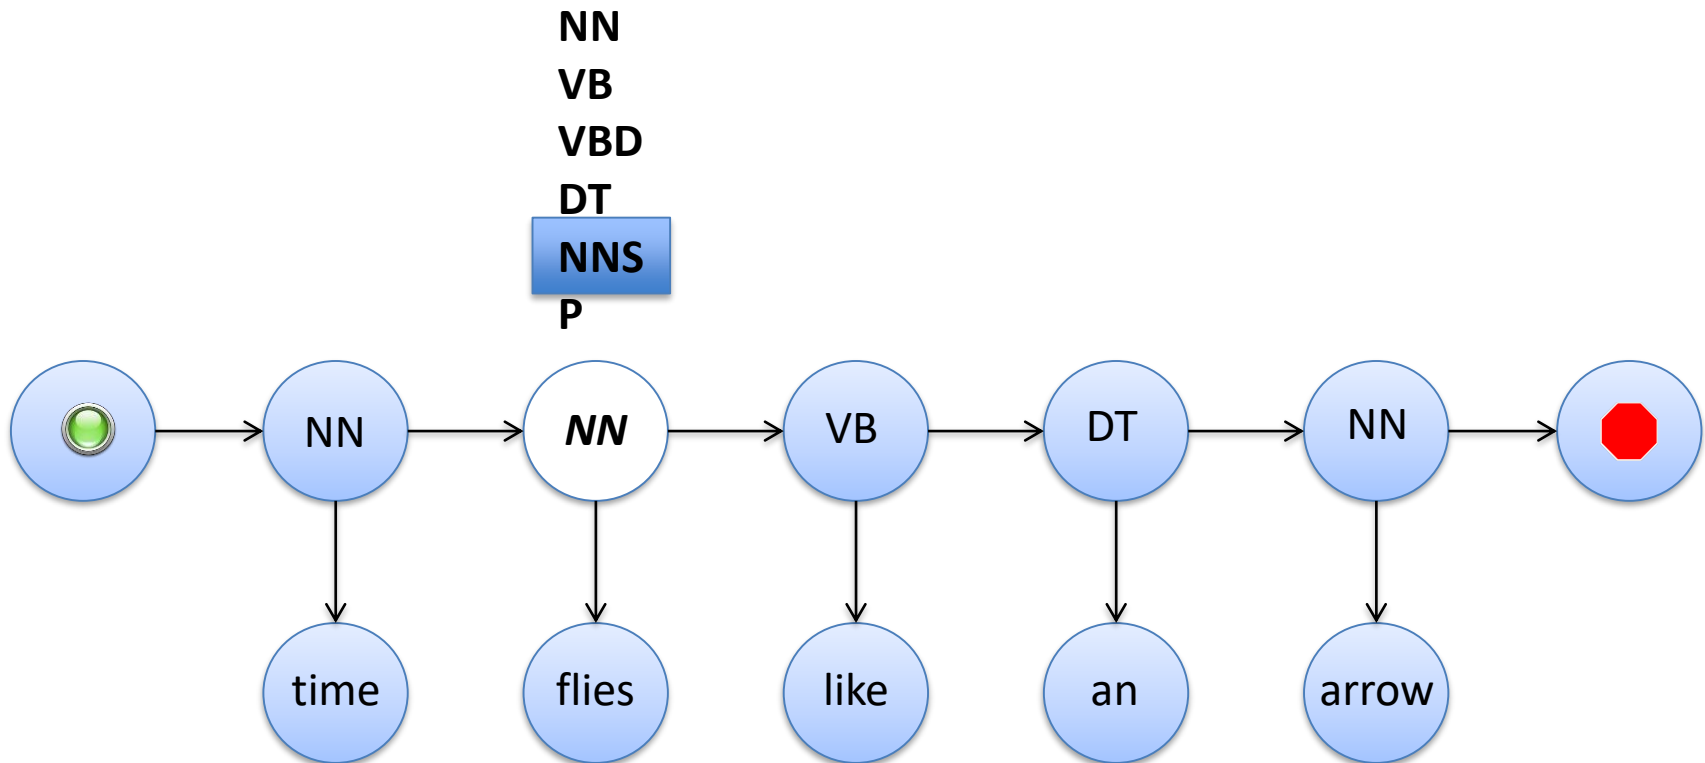 NN
VB
VBD
DT
NNS
P
NN NN VB DT NN
time flies like an arrow